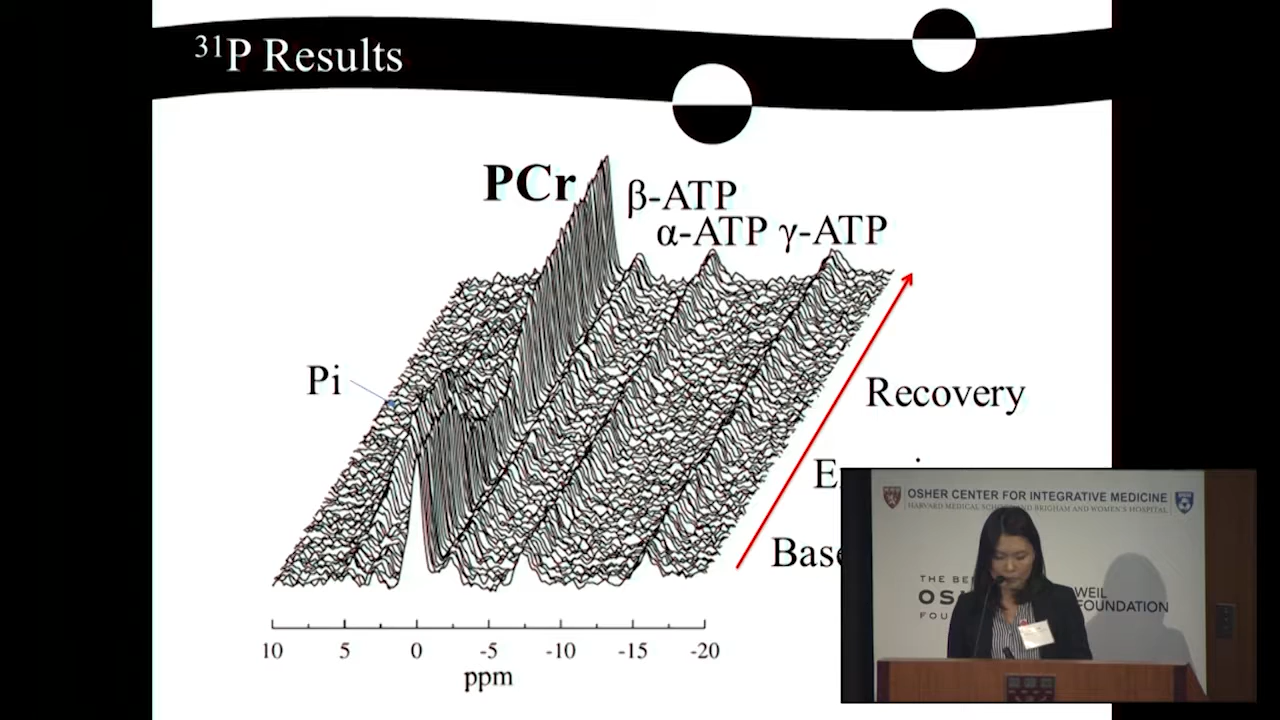 ³¹P Results
PCr
β-ATP
α-ATP γ-ATP
Pi
Recovery
10 5 0 -5 -10 -15 -20
ppm
OSHER CENTER FOR INTEGRATIVE MEDICINE
HARVARD MEDICAL SCHOOL AND BRIGHAM AND WOMEN'S HOSPITAL
THE
WEIL
FOUNDATION